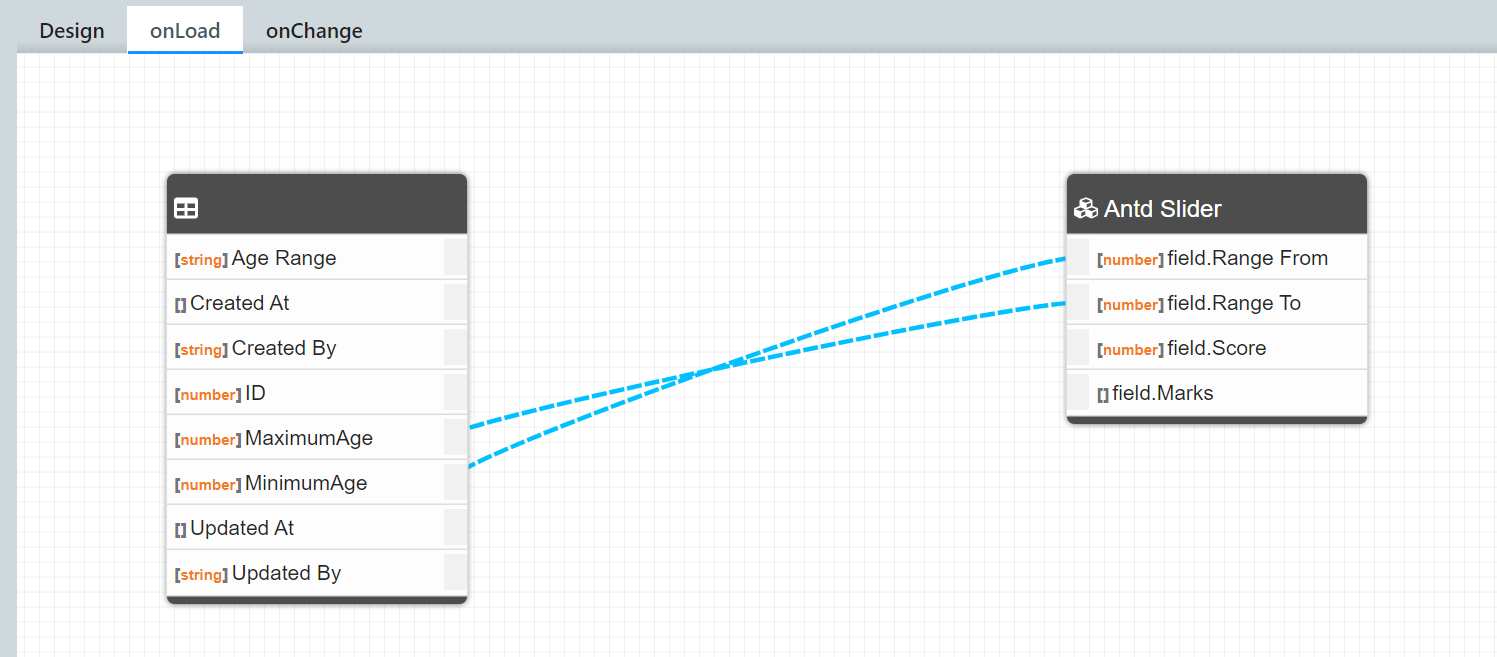 Design onLoad onChange
[string] Age Range
[] Created At
[string] Created By
[number] ID
[number] MaximumAge
[number] MinimumAge
[] Updated At
[string] Updated By
Antd Slider
[number] field.Range From
[number] field.Range To
[number] field.Score
[] field.Marks